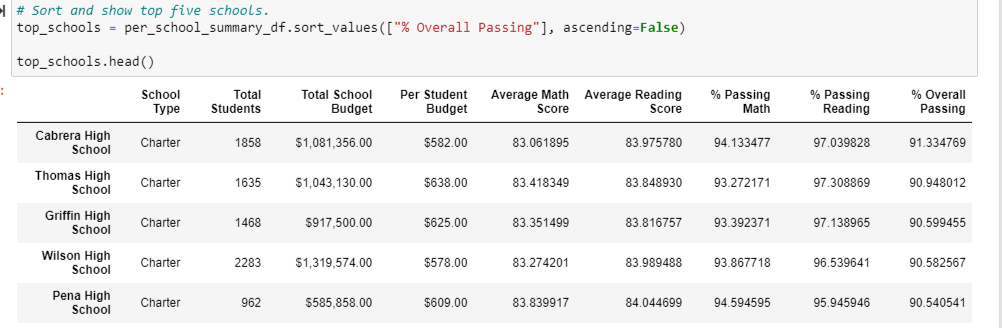 # Sort and show top five schools.
top_schools = per_school_summary_df.sort_values(["% Overall Passing"], ascending=False)
top_schools.head()
School Type Total Students Total School Budget Per Student Budget Average Math Score Average Reading Score % Passing Math % Passing Reading % Overall Passing
Cabrera High School Charter 1858 $1,081,356.00 $582.00 83.061895 83.975780 94.133477 97.039828 91.334769
Thomas High School Charter 1635 $1,043,130.00 $638.00 83.418349 83.848930 93.272171 97.308869 90.948012
Griffin High School Charter 1468 $917,500.00 $625.00 83.351499 83.816757 93.392371 97.138965 90.599455
Wilson High School Charter 2283 $1,319,574.00 $578.00 83.274201 83.989488 93.867718 96.539641 90.582567
Pena High School Charter 962 $585,858.00 $609.00 83.839917 84.044699 94.594595 95.945946 90.540541